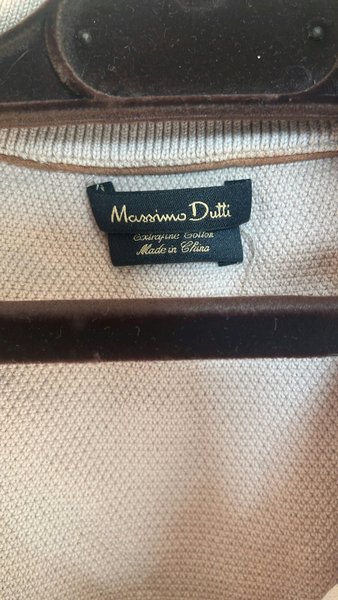 Massimo Dutti
Extrafine Cotton
Made in China